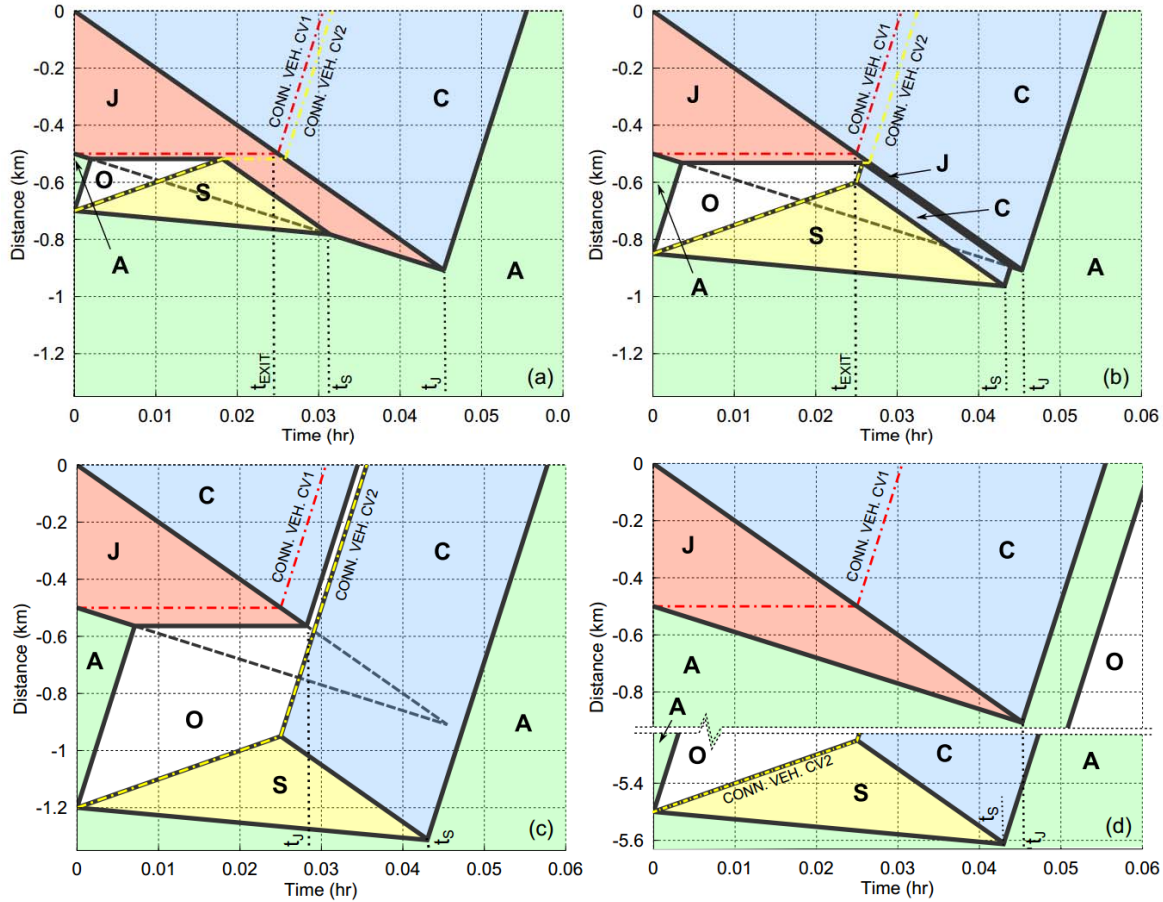 0
-0.2
-0.4
-0.6
-0.8
-1
-1.2
Distance (km)
J
C
A
O
S
A
CONN. VEH. CV1
CONN. VEH. CV2
tEXIT
tS
tJ
(a)
0 0.01 0.02 0.03 0.04 0.05 0.0
Time (hr)
0
-0.2
-0.4
-0.6
-0.8
-1
-1.2
Distance (km)
J
C
J
O
C
S
A
A
CONN. VEH. CV1
CONN. VEH. CV2
tEXIT
tS
tJ
(b)
0 0.01 0.02 0.03 0.04 0.05 0.06
Time (hr)
0
-0.2
-0.4
-0.6
-0.8
-1
-1.2
Distance (km)
C
J
C
A
O
A
S
CONN. VEH. CV1
CONN. VEH. CV2
tJ
tS
(c)
0 0.01 0.02 0.03 0.04 0.05 0.06
Time (hr)
0
-0.2
-0.4
-0.6
-0.8
-5.4
-5.6
Distance (km)
J
C
A
O
A
O
C
A
S
CONN. VEH. CV1
CONN. VEH. CV2
tS
tJ
(d)
0 0.01 0.02 0.03 0.04 0.05 0.06
Time (hr)